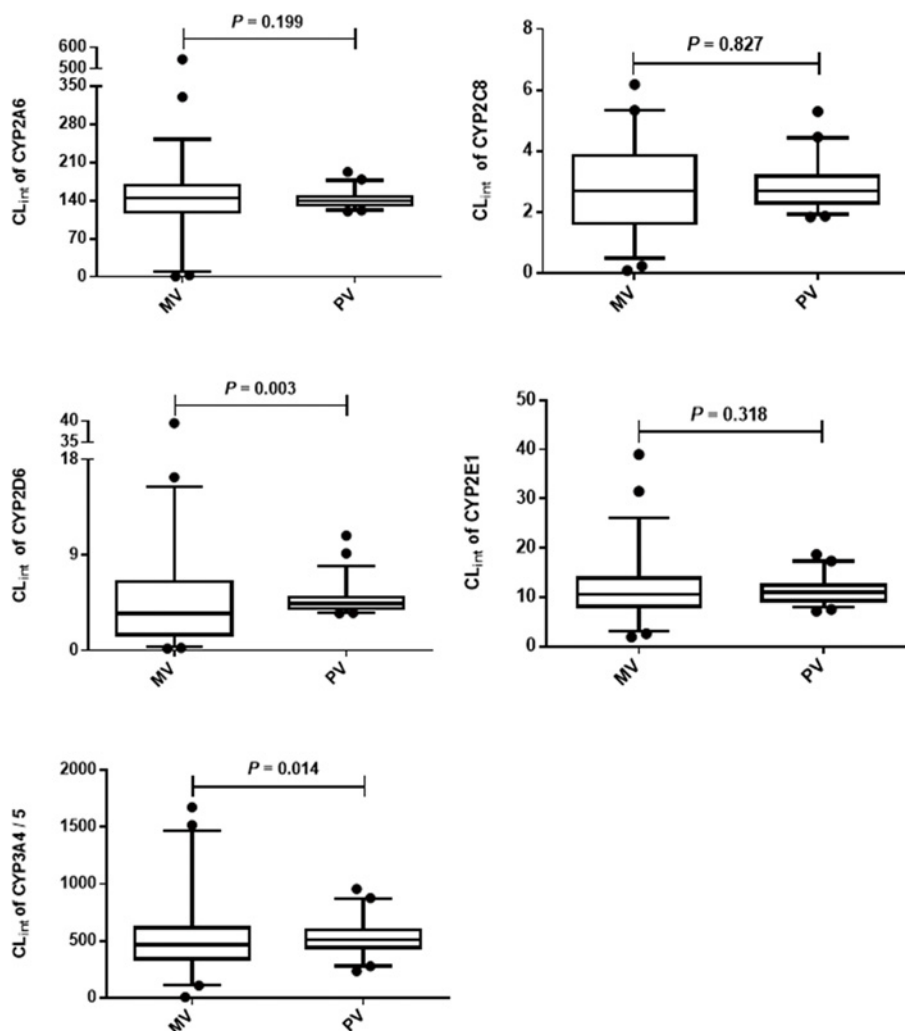 P = 0.199
600
500
350
280
210
140
70
0
CLint of CYP2A6
MV
PV
P = 0.827
8
6
4
2
0
CLint of CYP2C8
MV
PV
P = 0.003
40
35
18
9
0
CLint of CYP2D6
MV
PV
P = 0.318
50
40
30
20
10
0
CLint of CYP2E1
MV
PV
P = 0.014
2000
1500
1000
500
0
CLint of CYP3A4 / 5
MV
PV